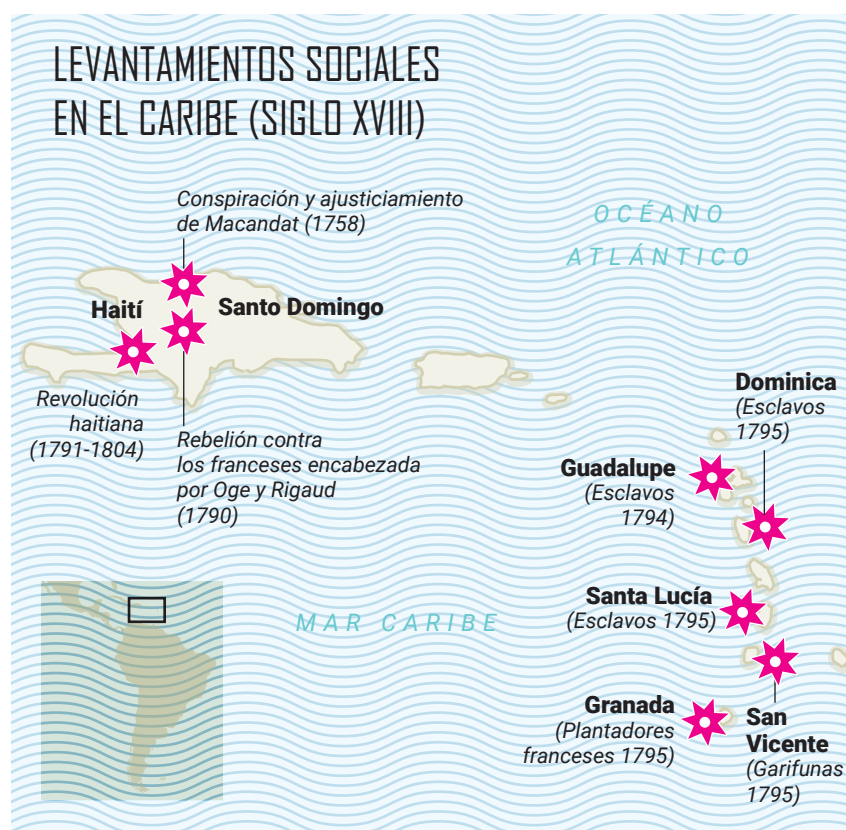 LEVANTAMIENTOS SOCIALES
EN EL CARIBE (SIGLO XVIII)
Conspiración y ajusticiamiento
de Macandat (1758)
OCÉANO
ATLÁNTICO
Haití
Santo Domingo
Revolución
haitiana
(1791-1804)
Rebelión contra
los franceses encabezada
por Oge y Rigaud
(1790)
Dominica
(Esclavos
1795)
Guadalupe
(Esclavos
1794)
MAR CARIBE
Santa Lucía
(Esclavos 1795)
Granada
(Plantadores
franceses 1795)
San
Vicente
(Garifunas
1795)